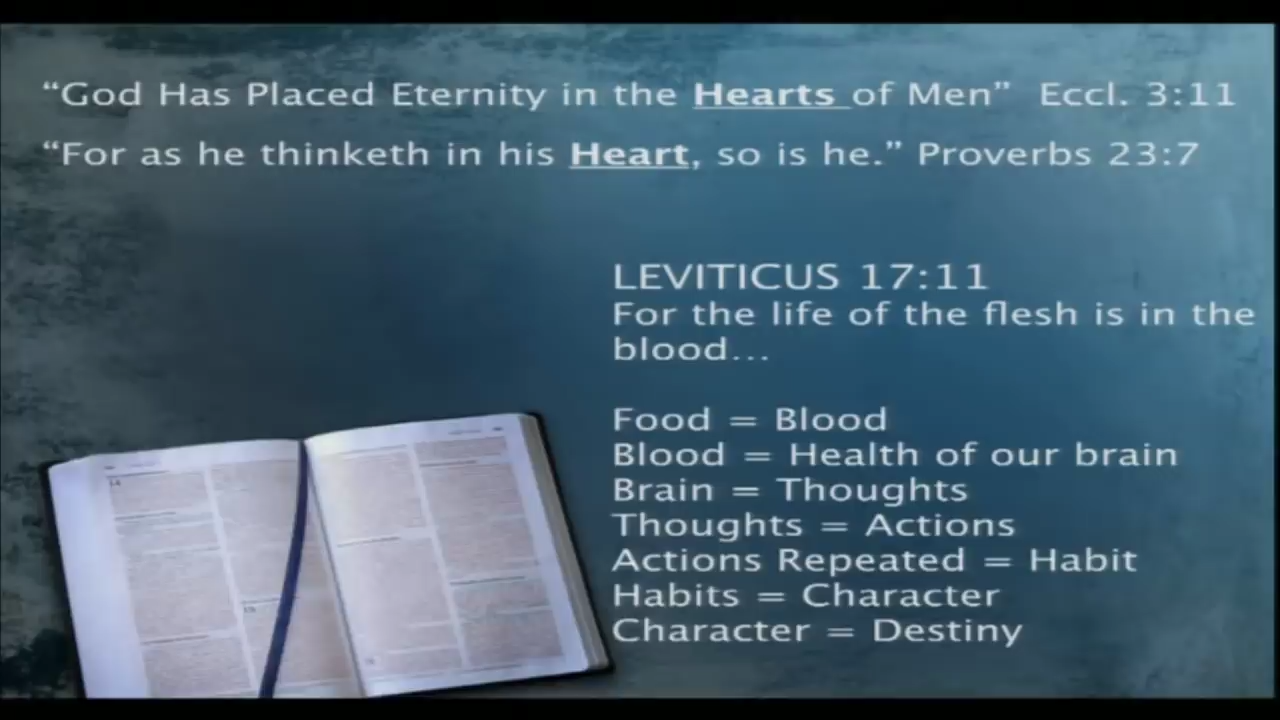 “God Has Placed Eternity in the Hearts of Men” Eccl. 3:11
“For as he thinketh in his Heart, so is he.” Proverbs 23:7
LEVITICUS 17:11
For the life of the flesh is in the
blood...
Food = Blood
Blood = Health of our brain
Brain = Thoughts
Thoughts = Actions
Actions Repeated = Habit
Habits = Character
Character = Destiny